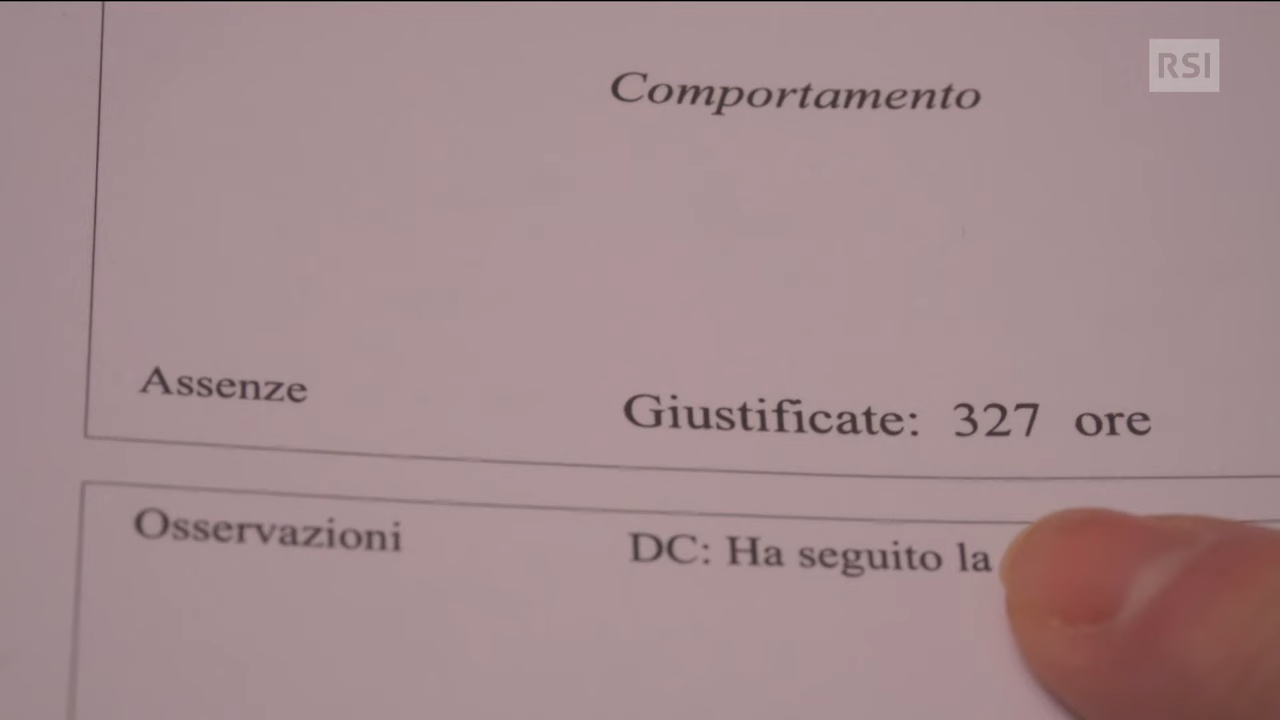 RSI
Comportamento
Assenze
Giustificate: 327 ore
Osservazioni
DC: Ha seguito la